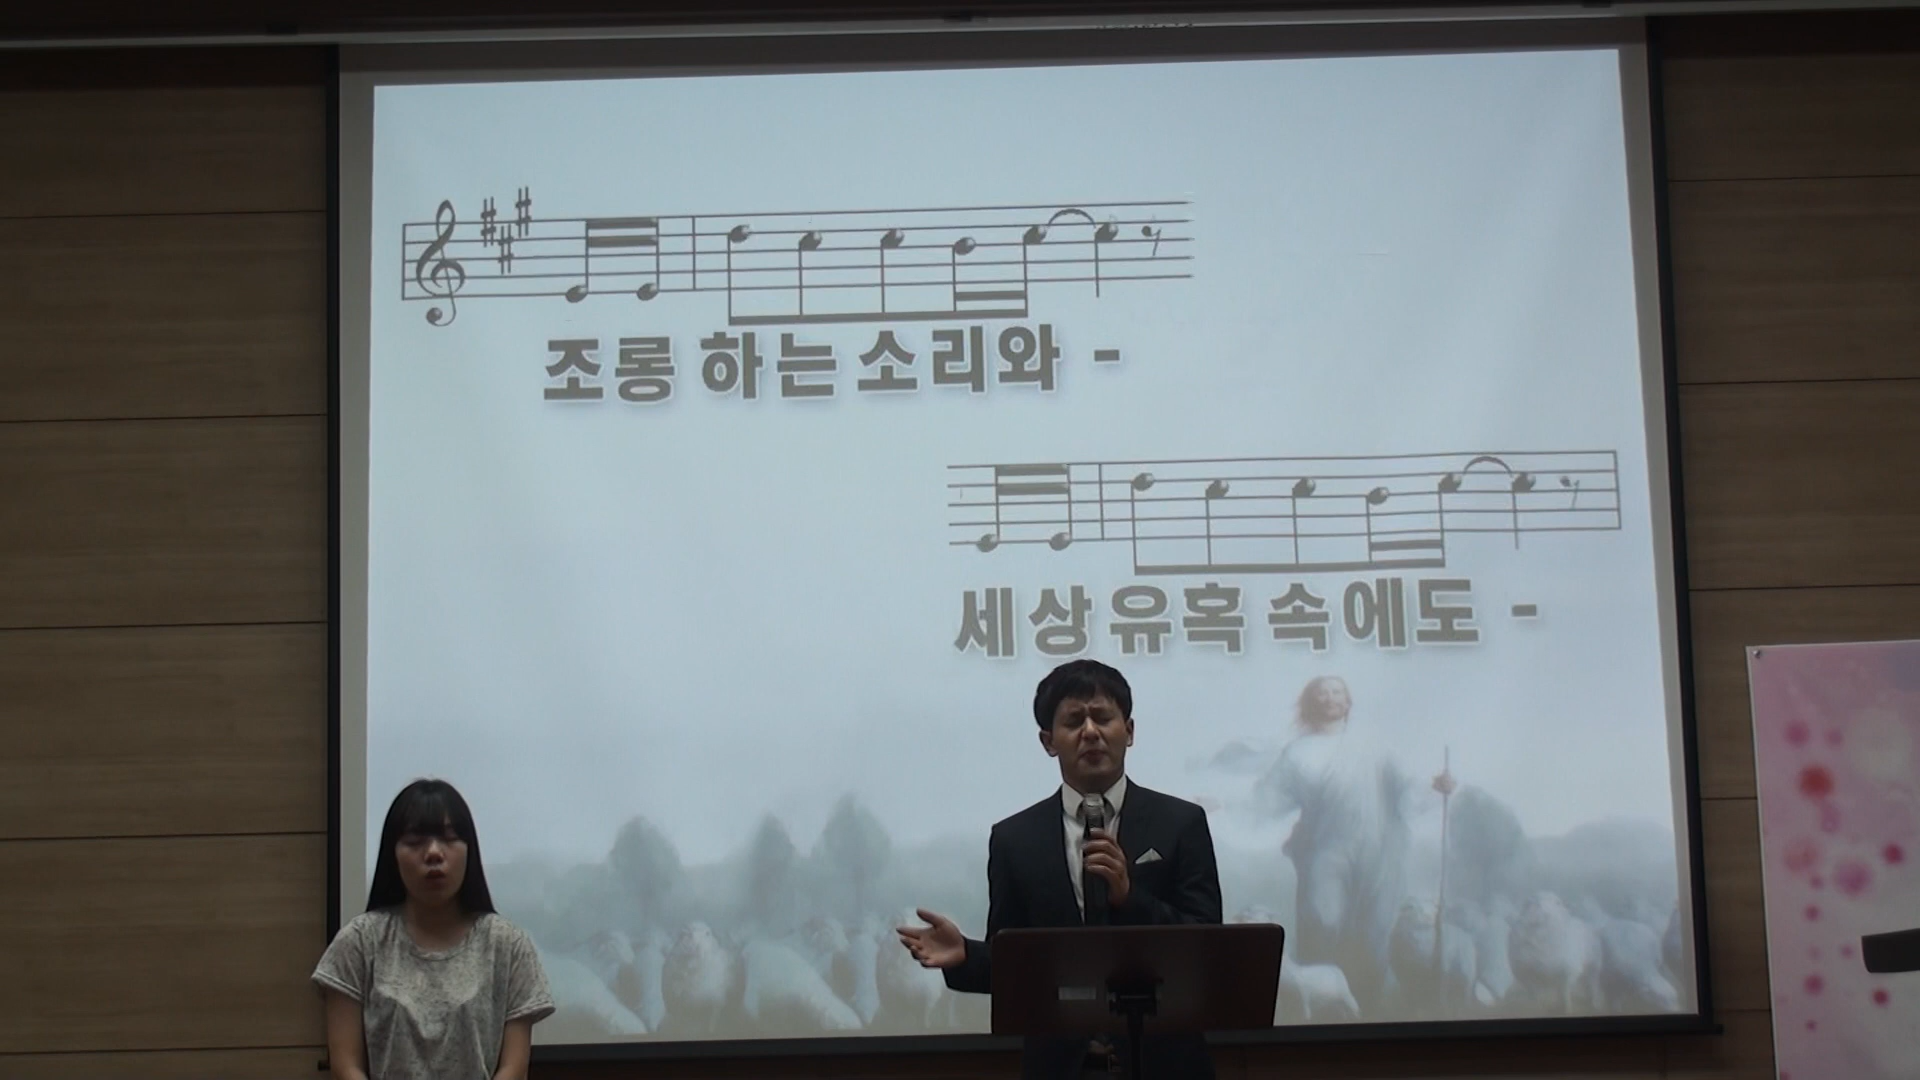 조롱 하는 소리와 -
세상 유혹 속에도 -